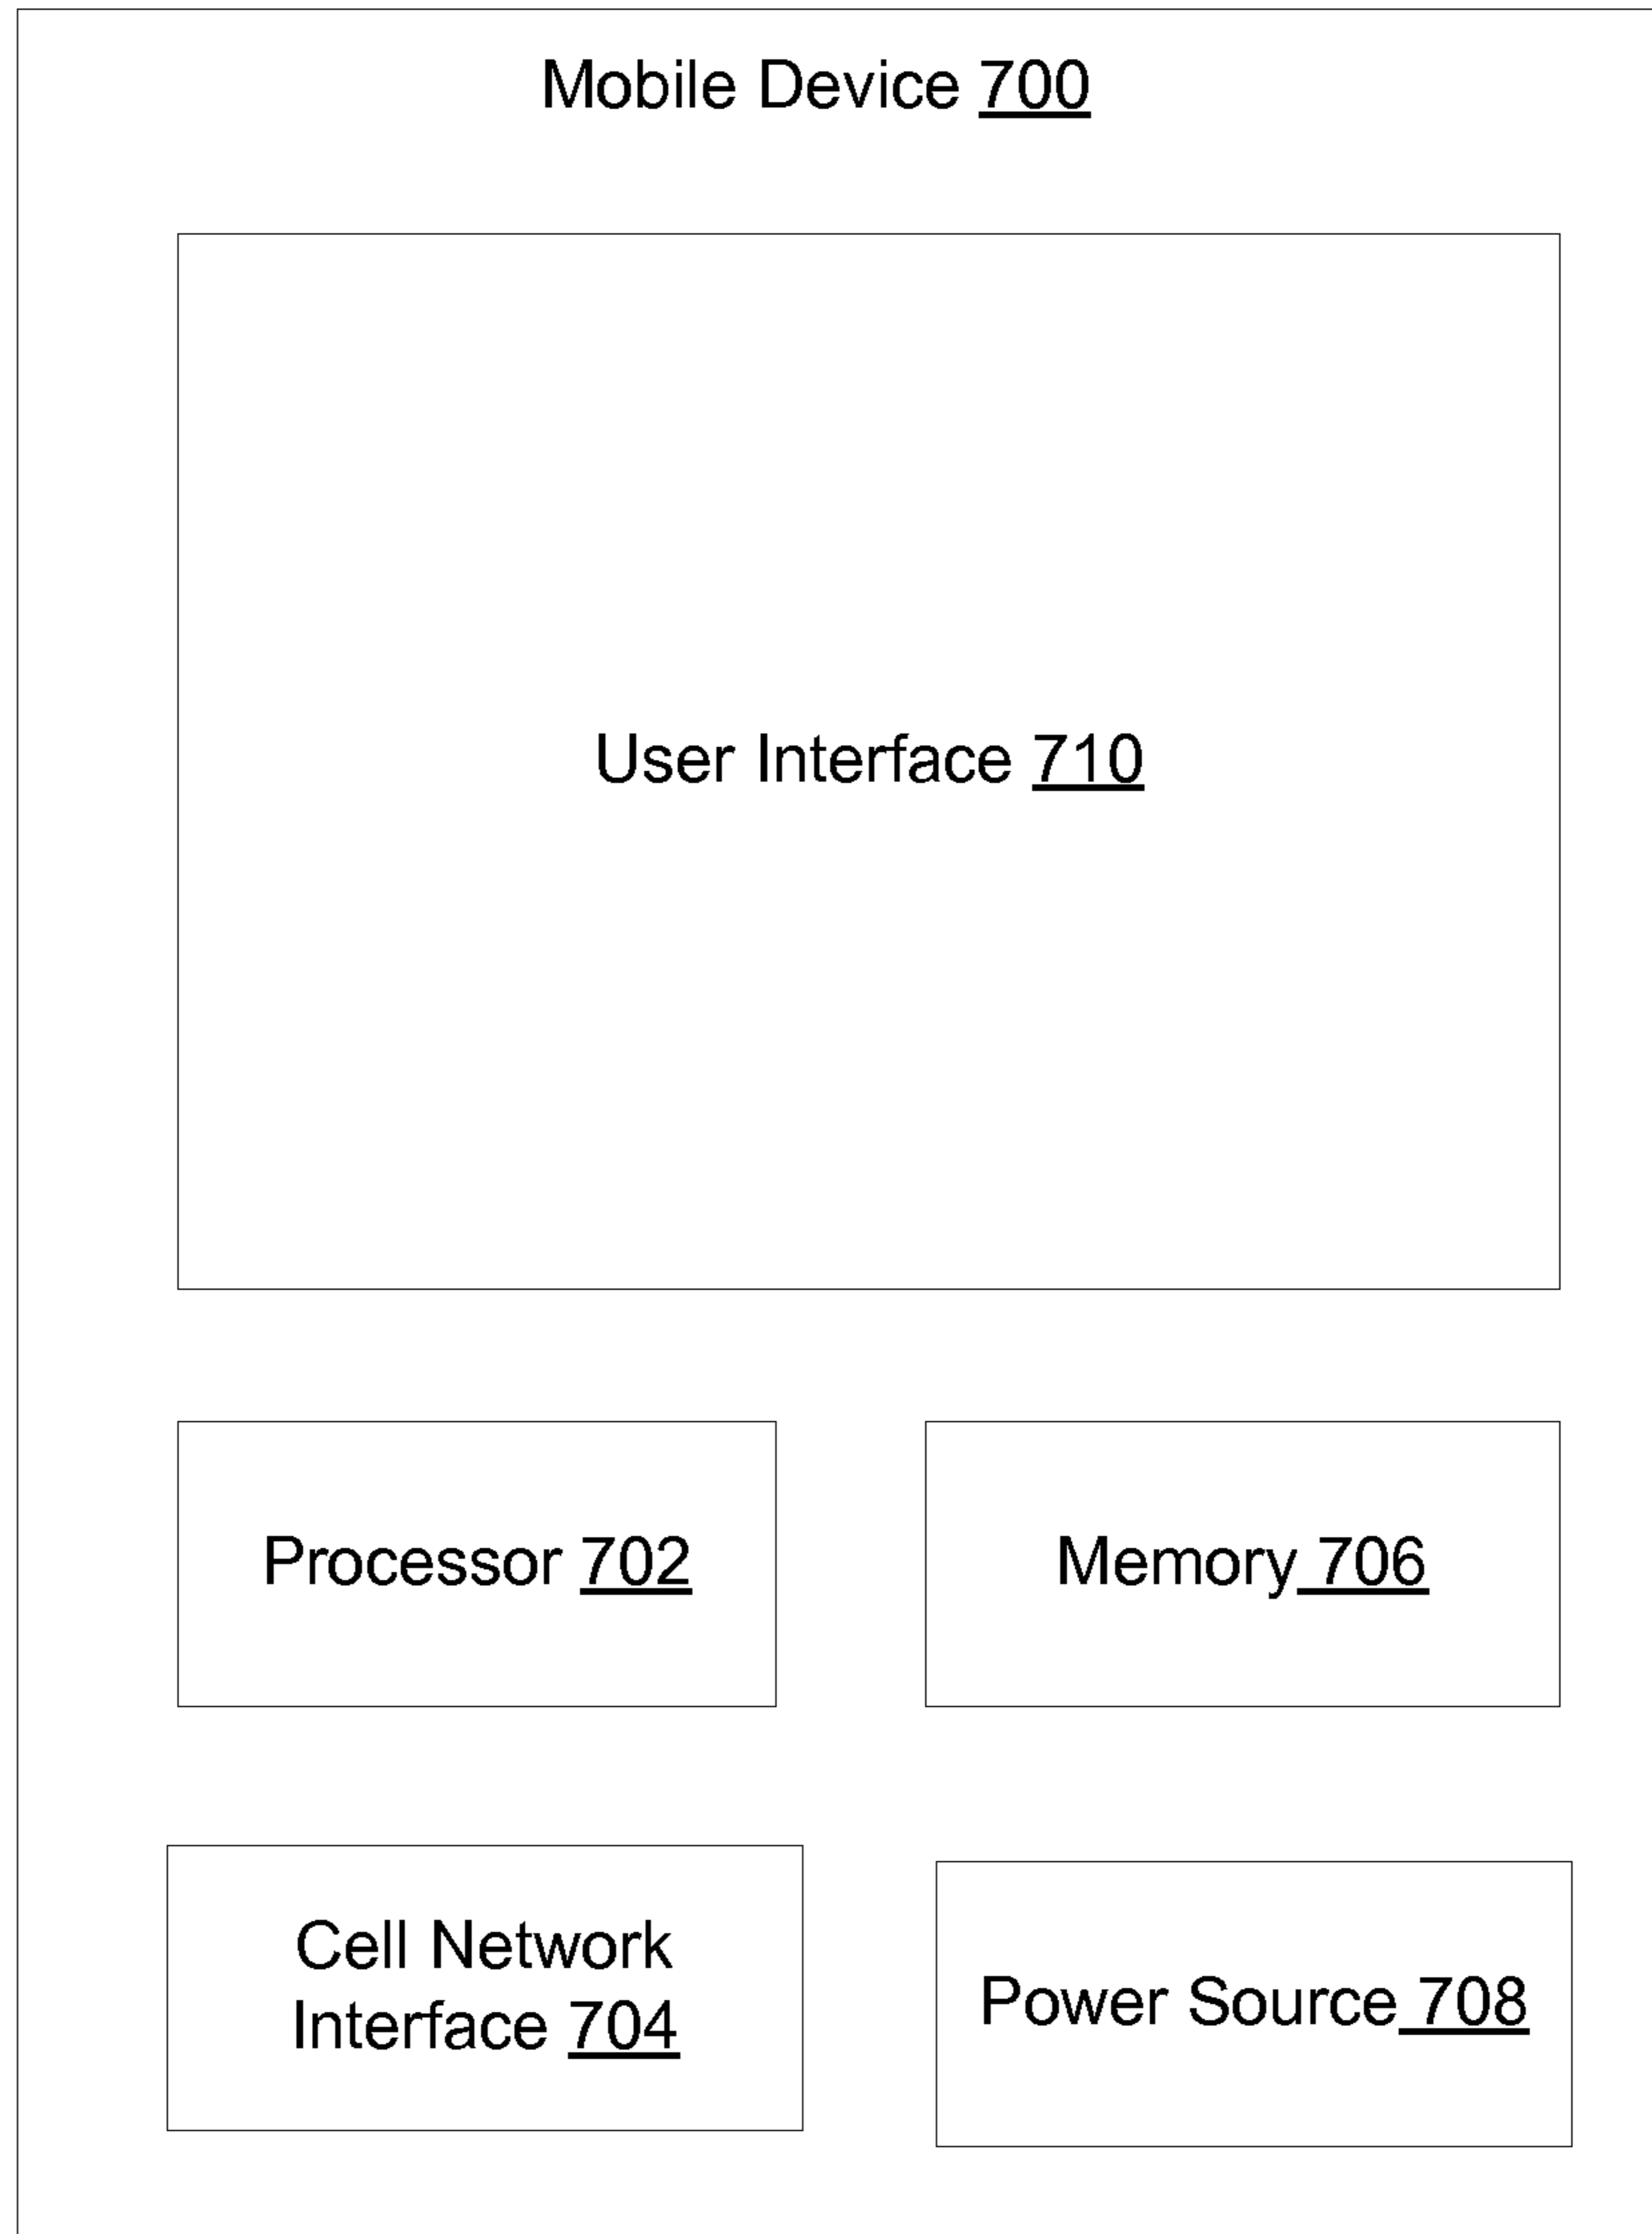 Mobile Device 700
User Interface 710
Processor 702
Memory 706
Cell Network
Interface 704
Power Source 708